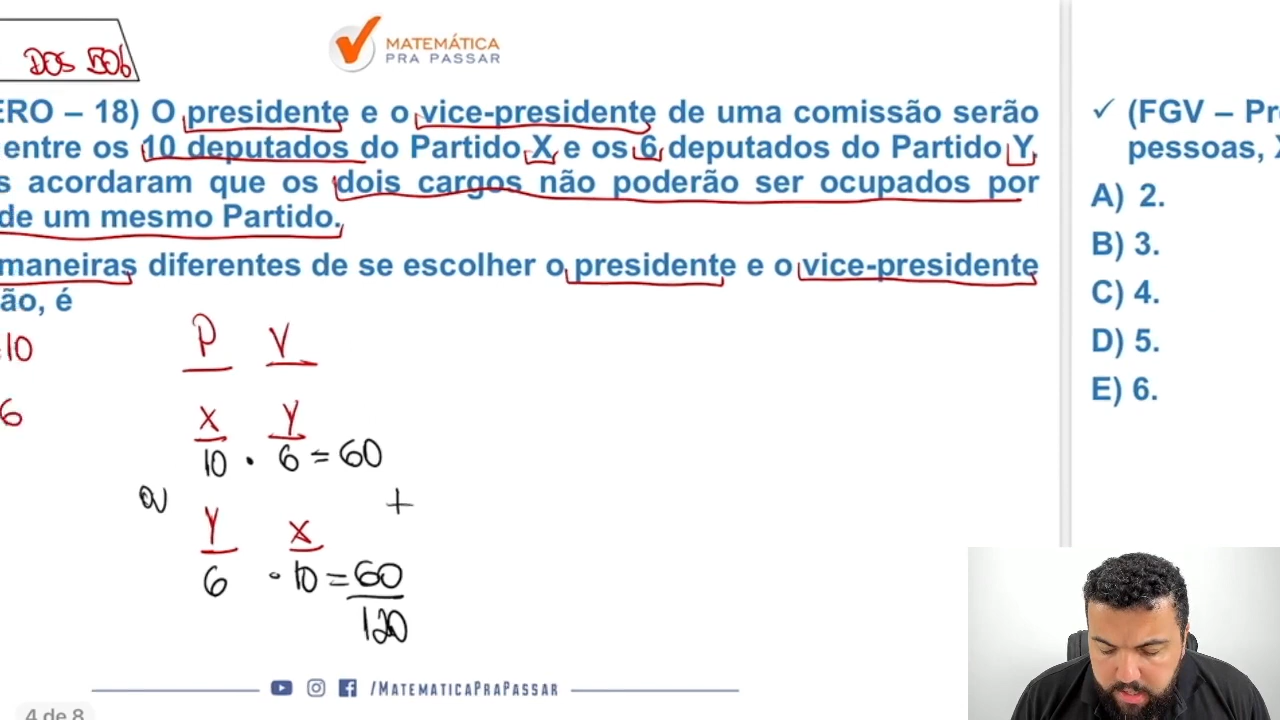 DOS BOB
MATEMÁTICA
PRA PASSAR
ERO – 18) O presidente e o vice-presidente de uma comissão serão
entre os 10 deputados do Partido X e os 6 deputados do Partido Y.
s acordaram que os dois cargos não poderão ser ocupados por
de um mesmo Partido.
maneiras diferentes de se escolher o presidente e o vice-presidente
ão, é
10
6
P V
X Y
10 · 6 = 60
OU +
Y X
6 · 10 = 60
120
/MATEMATICAPRAPASSAR
4 de 8
✓ (FGV – Pr
pessoas, X
A) 2.
B) 3.
C) 4.
D) 5.
E) 6.